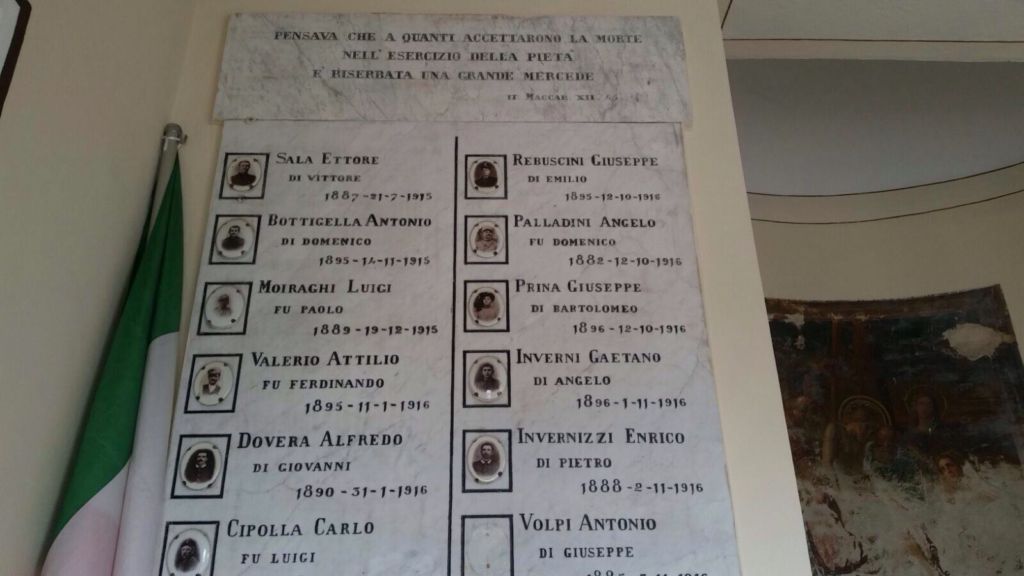 PENSAVA CHE A QUANTI ACCETTARONO LA MORTE
NELL' ESERCIZIO DELLA PIETA'
E' RISERBATA UNA GRANDE MERCEDE
II MACCAB. XII
SALA ETTORE
DI VITTORE
1887-21-7-1915
BOTTIGELLA ANTONIO
DI DOMENICO
1895-14-11-1915
MOIRAGHI LUIGI
FU PAOLO
1889-19-12-1915
VALERIO ATTILIO
FU FERDINANDO
1895-11-1-1916
DOVERA ALFREDO
DI GIOVANNI
1890-31-1-1916
CIPOLLA CARLO
FU LUIGI
REBUSCINI GIUSEPPE
DI EMILIO
1895-12-10-1916
PALLADINI ANGELO
FU DOMENICO
1882-12-10-1916
PRINA GIUSEPPE
DI BARTOLOMEO
1896-12-10-1916
INVERNI GAETANO
DI ANGELO
1896-1-11-1916
INVERNIZZI ENRICO
DI PIETRO
1888-2-11-1916
VOLPI ANTONIO
DI GIUSEPPE